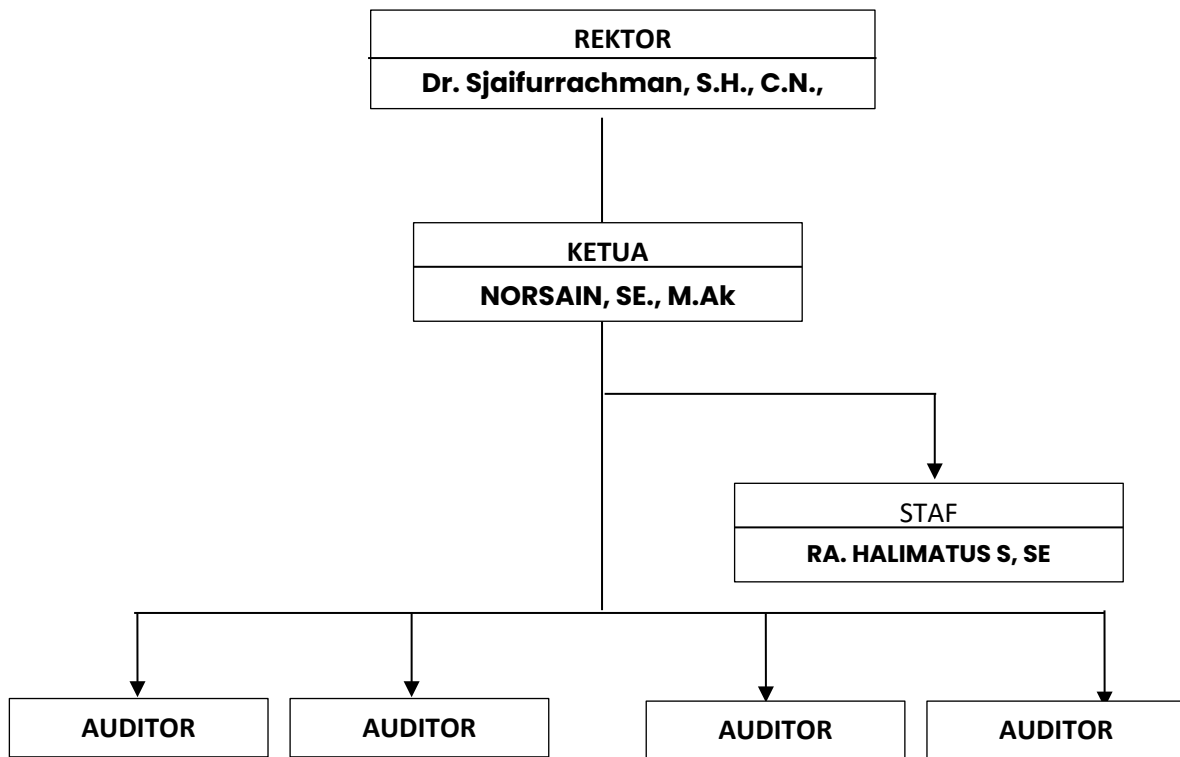 REKTOR
Dr. Sjaifurrachman, S.H., C.N.,
KETUA
NORSAIN, SE., M.Ak
STAF
RA. HALIMATUS S, SE
AUDITOR
AUDITOR
AUDITOR
AUDITOR